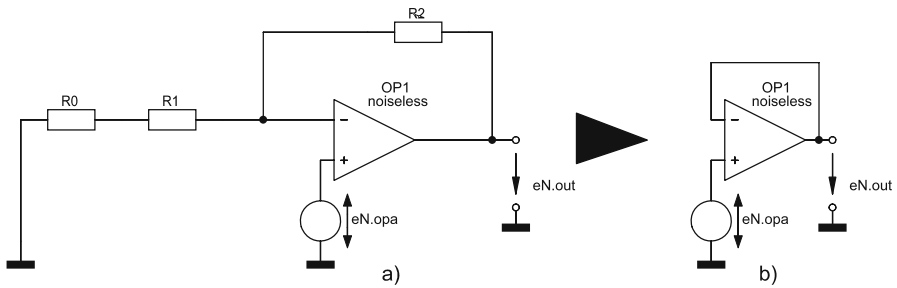 R2
R0
R1
OP1
noiseless
−
+
eN.opa
eN.out
a)
OP1
noiseless
−
+
eN.opa
eN.out
b)